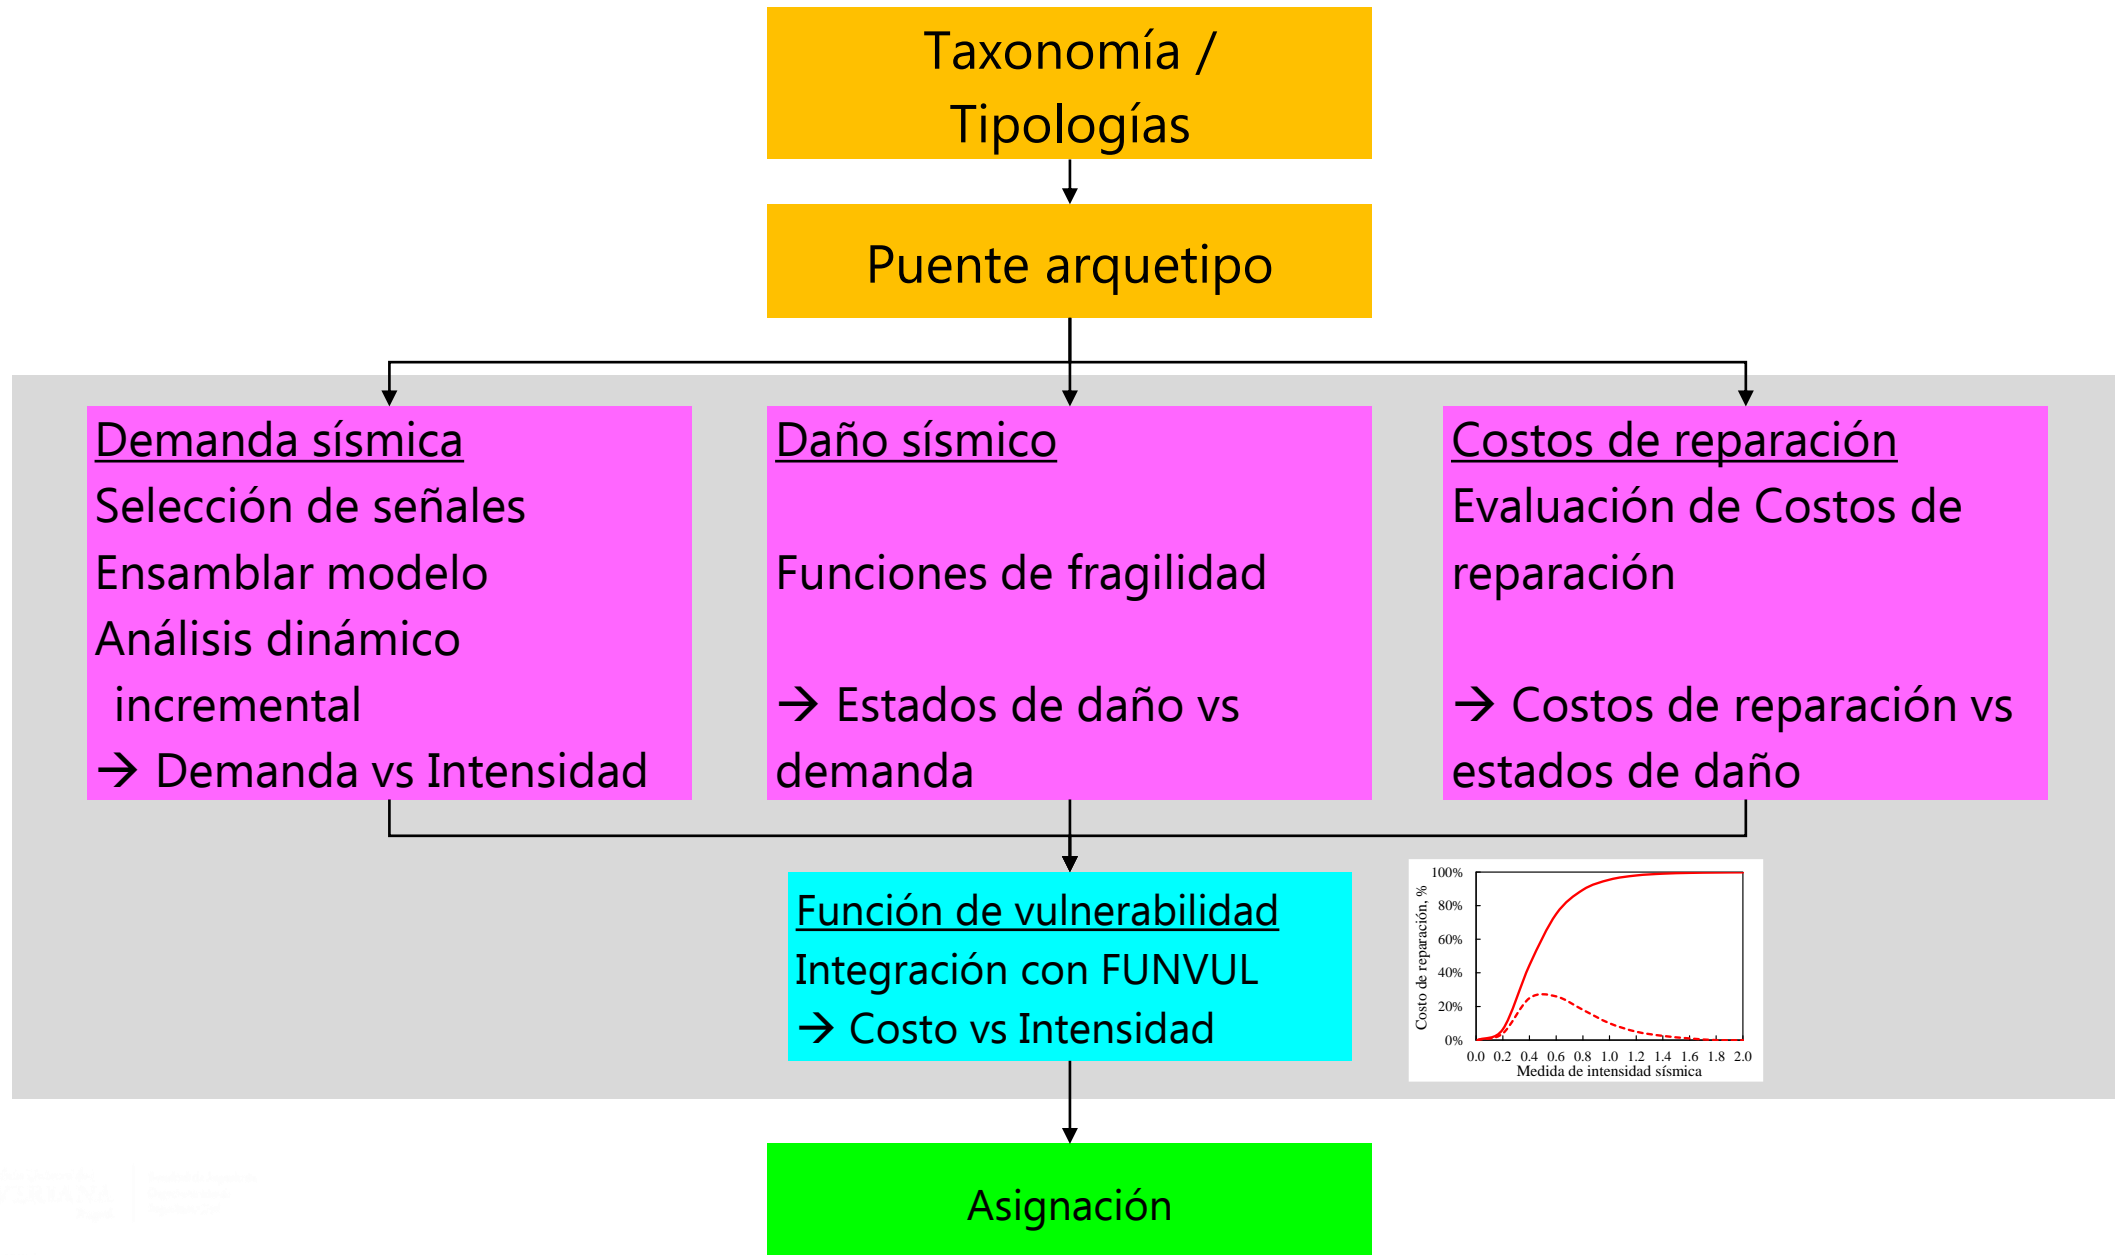 Taxonomía /
Tipologías
Puente arquetipo
Demanda sísmica
Selección de señales
Ensamblar modelo
Análisis dinámico
incremental
→ Demanda vs Intensidad
Daño sísmico
Funciones de fragilidad
→ Estados de daño vs
demanda
Costos de reparación
Evaluación de Costos de
reparación
→ Costos de reparación vs
estados de daño
Función de vulnerabilidad
Integración con FUNVUL
→ Costo vs Intensidad
Costo de reparación, %
100%
80%
60%
40%
20%
0%
0.0 0.2 0.4 0.6 0.8 1.0 1.2 1.4 1.6 1.8 2.0
Medida de intensidad sísmica
Asignación